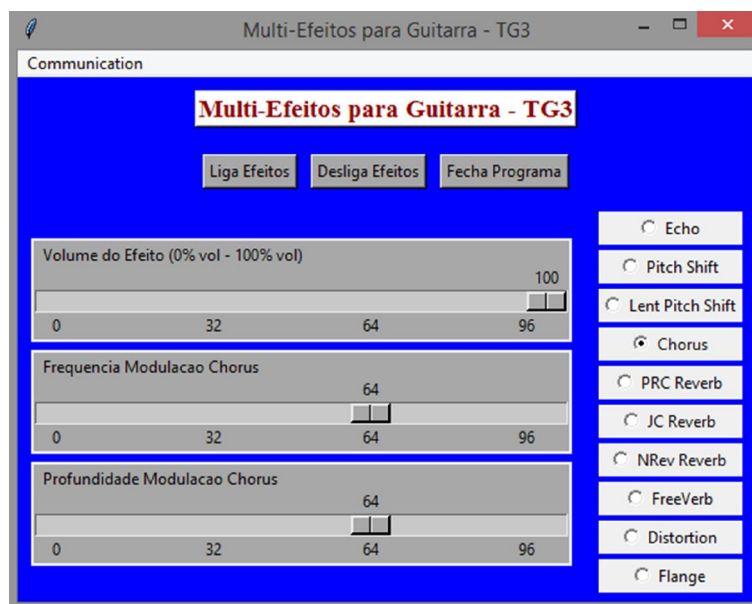 Multi-Efeitos para Guitarra - TG3
Communication
Multi-Efeitos para Guitarra - TG3
Liga Efeitos Desliga Efeitos Fecha Programa
Volume do Efeito (0% vol - 100% vol)
100
0 32 64 96
Frequencia Modulacao Chorus
64
0 32 64 96
Profundidade Modulacao Chorus
64
0 32 64 96
Echo
Pitch Shift
Lent Pitch Shift
Chorus
PRC Reverb
JC Reverb
NRev Reverb
FreeVerb
Distortion
Flange